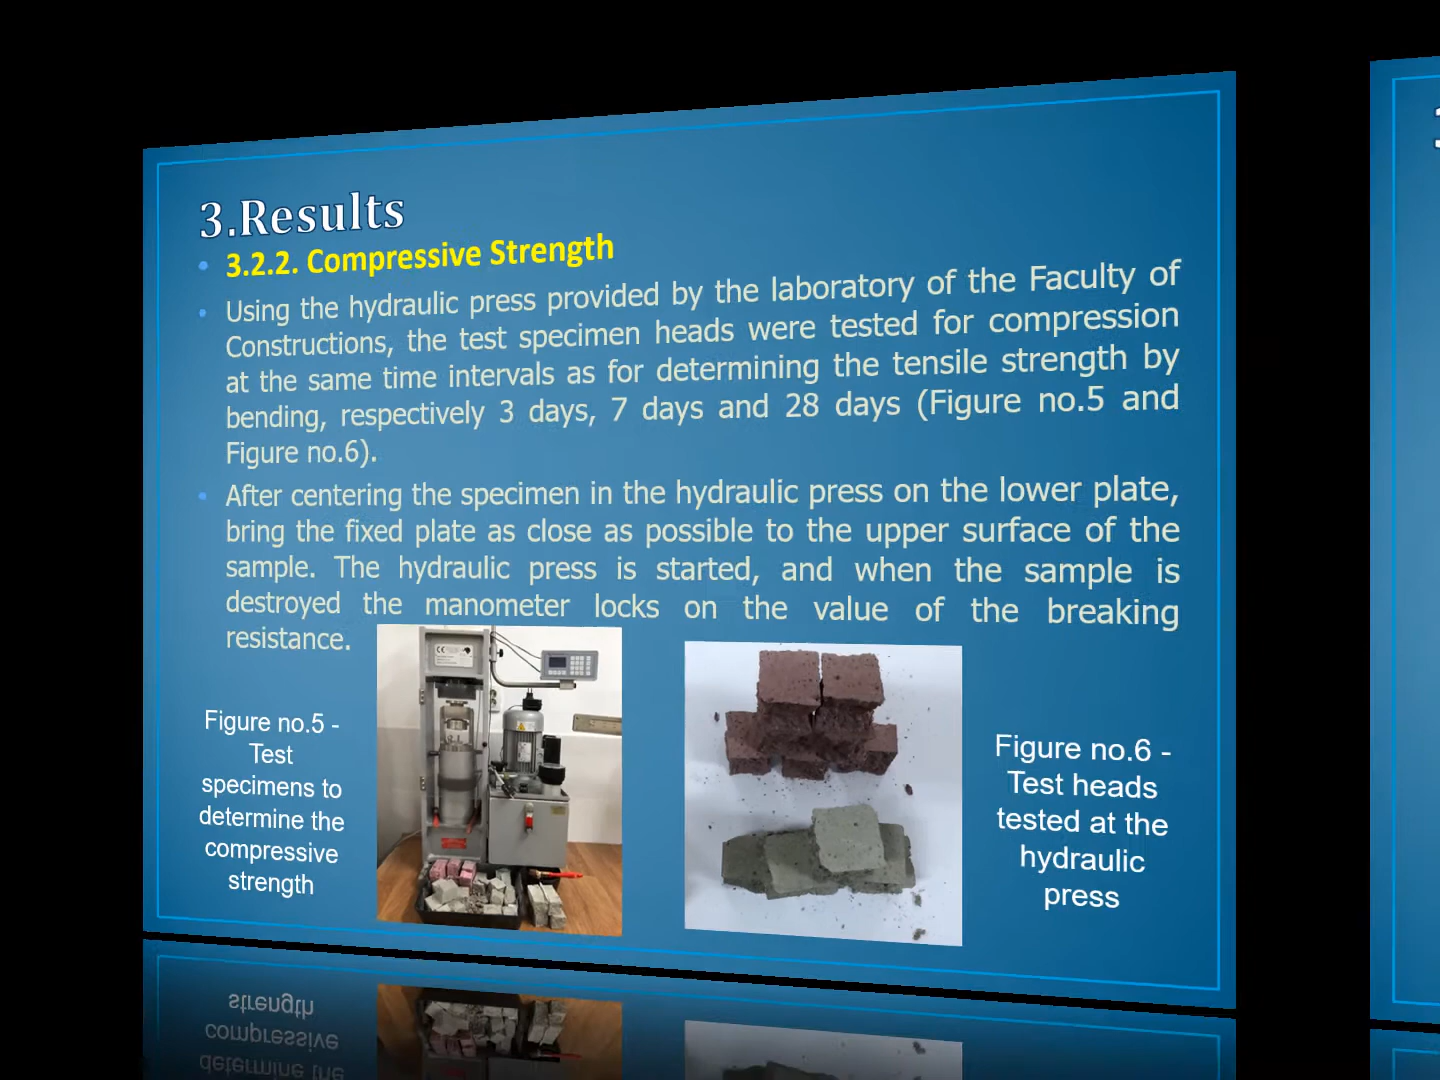 3.Results
3.2.2. Compressive Strength
Using the hydraulic press provided by the laboratory of the Faculty of
Constructions, the test specimen heads were tested for compression
at the same time intervals as for determining the tensile strength by
bending, respectively 3 days, 7 days and 28 days (Figure no.5 and
Figure no.6).
After centering the specimen in the hydraulic press on the lower plate,
bring the fixed plate as close as possible to the upper surface of the
sample. The hydraulic press is started, and when the sample is
destroyed the manometer locks on the value of the breaking
resistance.
Figure no.5 -
Test
specimens to
determine the
compressive
strength
Figure no.6 -
Test heads
tested at the
hydraulic
press